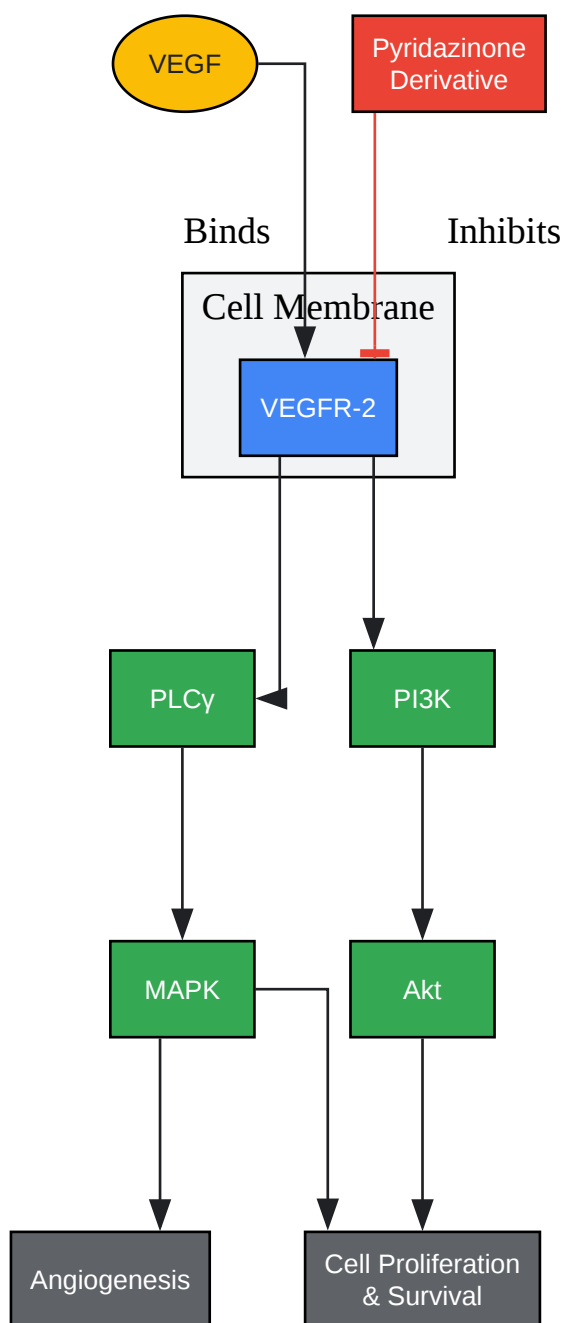 VEGF
Pyridazinone
Derivative
Binds
Inhibits
Cell Membrane
VEGFR-2
PLCγ
PI3K
MAPK
Akt
Angiogenesis
Cell Proliferation
& Survival